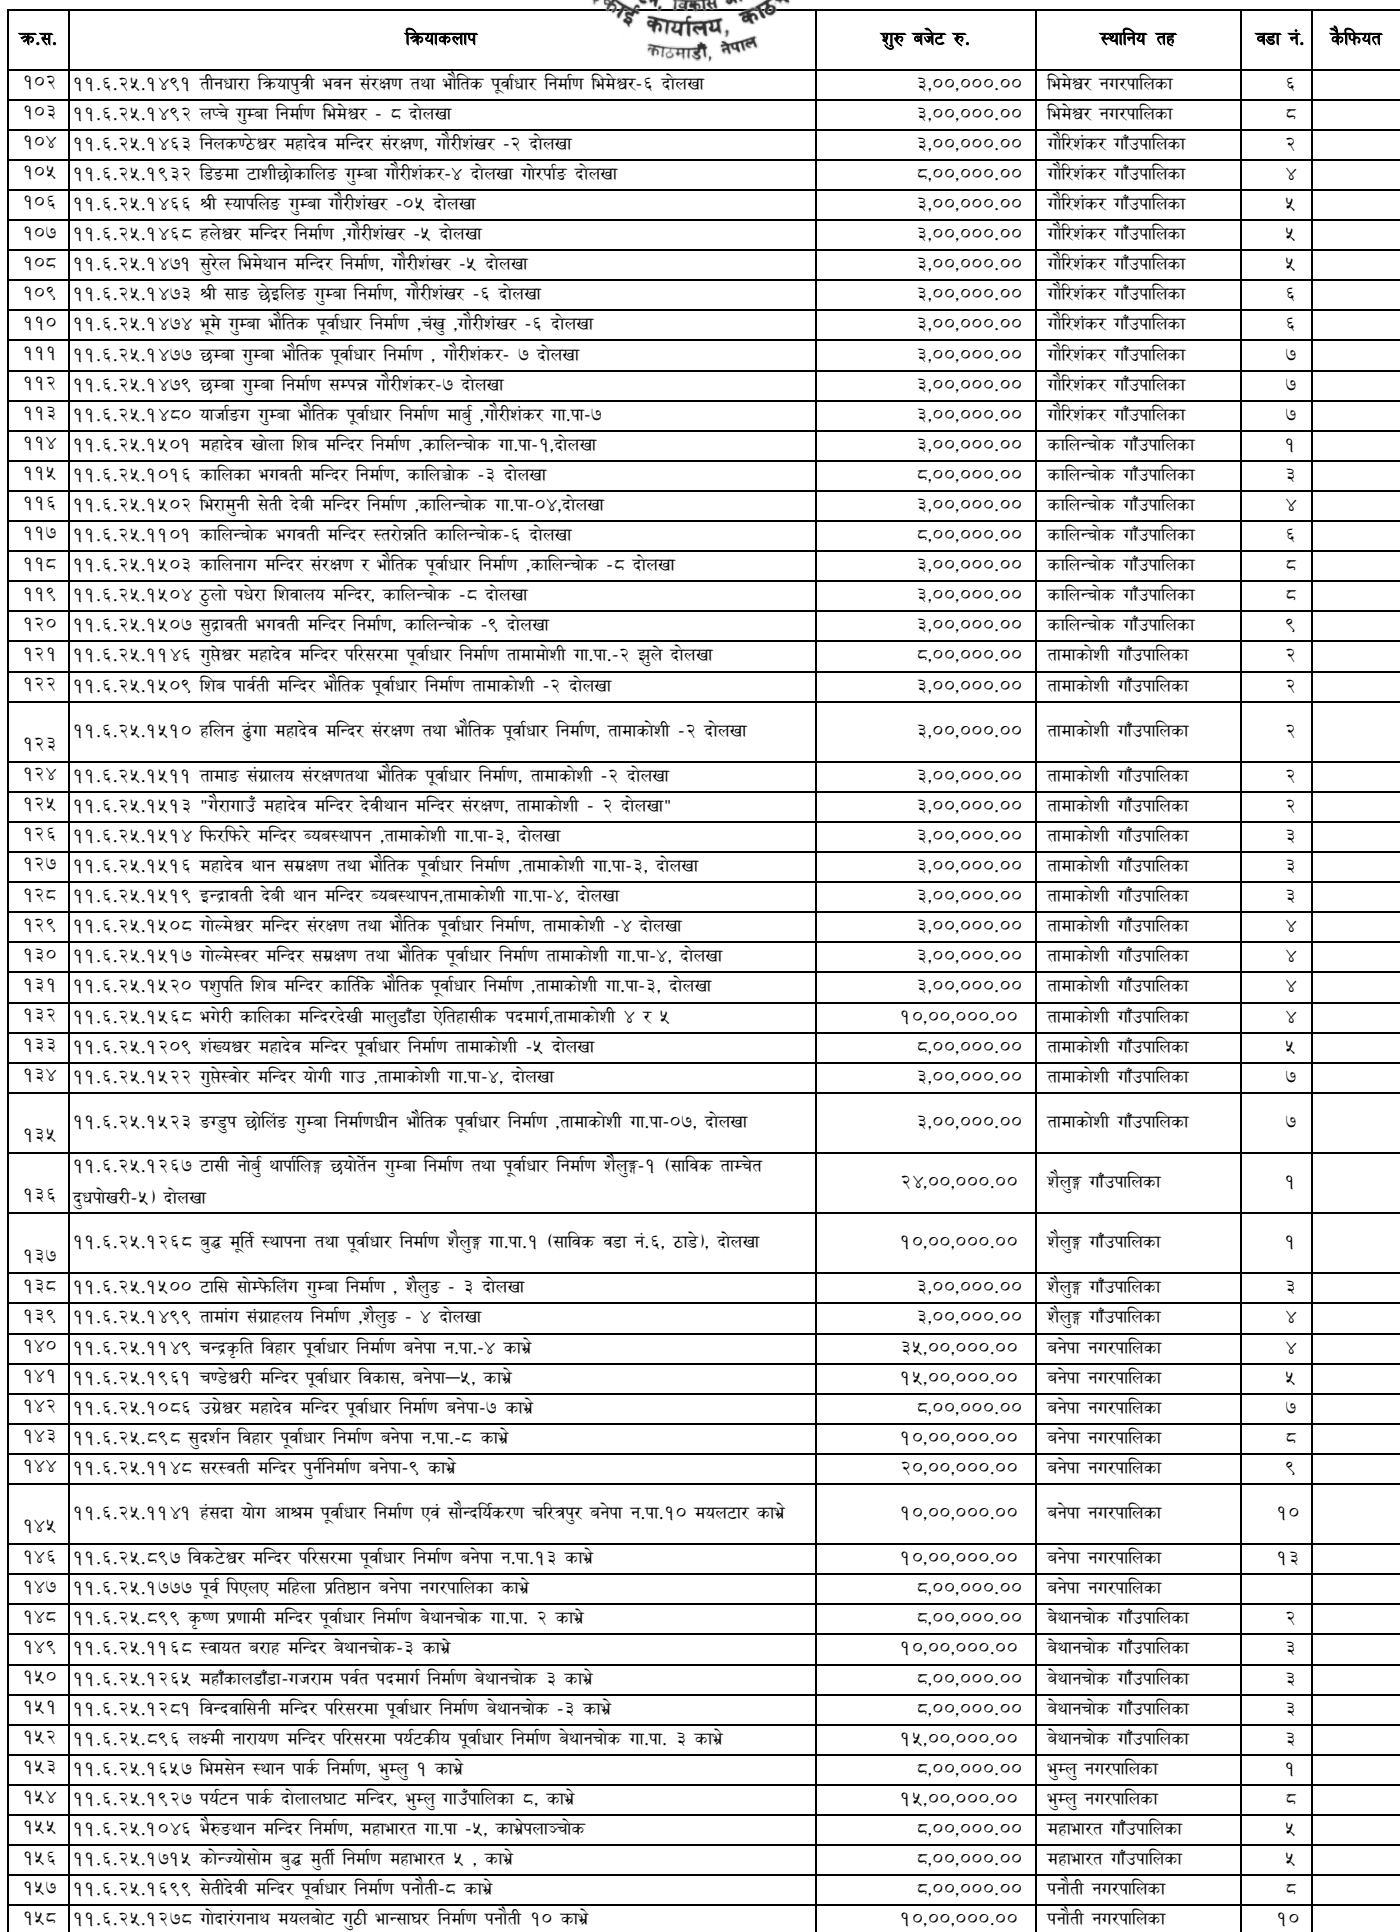 विकास
कार्यालय,
काठमाडौं, नेपाल
क्र.स. क्रियाकलाप शुरु बजेट रु. स्थानिय तह वडा नं. कैफियत
१०२ ११.६.२५.१४९१ तीनधारा क्रियापुत्री भवन संरक्षण तथा भौतिक पूर्वाधार निर्माण भिमेश्वर-६ दोलखा ३,००,०००.०० भिमेश्वर नगरपालिका ६
१०३ ११.६.२५.१४९२ लप्चे गुम्बा निर्माण भिमेश्वर - ८ दोलखा ३,००,०००.०० भिमेश्वर नगरपालिका ८
१०४ ११.६.२५.१४६३ निलकण्ठेश्वर महादेव मन्दिर संरक्षण, गौरीशंखर -२ दोलखा ३,००,०००.०० गौरिशंकर गाँउपालिका २
१०५ ११.६.२५.१९३२ डिङमा टाशीछोकालिङ गुम्बा गौरीशंकर-४ दोलखा गोरर्पाङ दोलखा ८,००,०००.०० गौरिशंकर गाँउपालिका ४
१०६ ११.६.२५.१४६६ श्री स्यापलिङ गुम्बा गौरीशंखर -०५ दोलखा ३,००,०००.०० गौरिशंकर गाँउपालिका ५
१०७ ११.६.२५.१४६८ हलेश्वर मन्दिर निर्माण ,गौरीशंखर -५ दोलखा ३,००,०००.०० गौरिशंकर गाँउपालिका ५
१०८ ११.६.२५.१४७१ सुरेल भिमेथान मन्दिर निर्माण, गौरीशंखर -५ दोलखा ३,००,०००.०० गौरिशंकर गाँउपालिका ५
१०९ ११.६.२५.१४७३ श्री साङ छेइलिङ गुम्बा निर्माण, गौरीशंखर -६ दोलखा ३,००,०००.०० गौरिशंकर गाँउपालिका ६
११० ११.६.२५.१४७४ भूमे गुम्बा भौतिक पूर्वाधार निर्माण ,चंखु ,गौरीशंखर -६ दोलखा ३,००,०००.०० गौरिशंकर गाँउपालिका ६
१११ ११.६.२५.१४७७ छम्बा गुम्बा भौतिक पूर्वाधार निर्माण , गौरीशंकर- ७ दोलखा ३,००,०००.०० गौरिशंकर गाँउपालिका ७
११२ ११.६.२५.१४७९ छम्बा गुम्बा निर्माण सम्पन्न गौरीशंकर-७ दोलखा ३,००,०००.०० गौरिशंकर गाँउपालिका ७
११३ ११.६.२५.१४८० यार्जाङग गुम्बा भौतिक पूर्वाधार निर्माण मार्बु ,गौरीशंकर गा.पा-७ ३,००,०००.०० गौरिशंकर गाँउपालिका ७
११४ ११.६.२५.१५०१ महादेव खोला शिब मन्दिर निर्माण ,कालिन्चोक गा.पा-१,दोलखा ३,००,०००.०० कालिन्चोक गाँउपालिका १
११५ ११.६.२५.१०१६ कालिका भगवती मन्दिर निर्माण, कालिञ्चोक -३ दोलखा ८,००,०००.०० कालिन्चोक गाँउपालिका ३
११६ ११.६.२५.१५०२ भिरामुनी सेती देबी मन्दिर निर्माण ,कालिन्चोक गा.पा-०४,दोलखा ३,००,०००.०० कालिन्चोक गाँउपालिका ४
११७ ११.६.२५.११०१ कालिन्चोक भगवती मन्दिर स्तरोन्नति कालिन्चोक-६ दोलखा ८,००,०००.०० कालिन्चोक गाँउपालिका ६
११८ ११.६.२५.१५०३ कालिनाग मन्दिर संरक्षण र भौतिक पूर्वाधार निर्माण ,कालिन्चोक -८ दोलखा ३,००,०००.०० कालिन्चोक गाँउपालिका ८
११९ ११.६.२५.१५०४ ठुलो पधेरा शिवालय मन्दिर, कालिन्चोक -८ दोलखा ३,००,०००.०० कालिन्चोक गाँउपालिका ८
१२० ११.६.२५.१५०७ सुद्रावती भगवती मन्दिर निर्माण, कालिन्चोक -९ दोलखा ३,००,०००.०० कालिन्चोक गाँउपालिका ९
१२१ ११.६.२५.११४६ गुप्तेश्वर महादेव मन्दिर परिसरमा पूर्वाधार निर्माण तामामोशी गा.पा.-२ झुले दोलखा ८,००,०००.०० तामाकोशी गाँउपालिका २
१२२ ११.६.२५.१५०९ शिब पार्वती मन्दिर भौतिक पूर्वाधार निर्माण तामाकोशी -२ दोलखा ३,००,०००.०० तामाकोशी गाँउपालिका २
१२३ ११.६.२५.१५१० हलिन ढुंगा महादेव मन्दिर संरक्षण तथा भौतिक पूर्वाधार निर्माण, तामाकोशी -२ दोलखा ३,००,०००.०० तामाकोशी गाँउपालिका २
१२४ ११.६.२५.१५११ तामाङ संग्रालय संरक्षणतथा भौतिक पूर्वाधार निर्माण, तामाकोशी -२ दोलखा ३,००,०००.०० तामाकोशी गाँउपालिका २
१२५ ११.६.२५.१५१३ "गैरागाउँ महादेव मन्दिर देवीथान मन्दिर संरक्षण, तामाकोशी - २ दोलखा" ३,००,०००.०० तामाकोशी गाँउपालिका २
१२६ ११.६.२५.१५१४ फिरफिरे मन्दिर ब्यबस्थापन ,तामाकोशी गा.पा-३, दोलखा ३,००,०००.०० तामाकोशी गाँउपालिका ३
१२७ ११.६.२५.१५१६ महादेव थान सम्रक्षण तथा भौतिक पूर्वाधार निर्माण ,तामाकोशी गा.पा-३, दोलखा ३,००,०००.०० तामाकोशी गाँउपालिका ३
१२८ ११.६.२५.१५१९ इन्द्रावती देबी थान मन्दिर ब्यबस्थापन,तामाकोशी गा.पा-४, दोलखा ३,००,०००.०० तामाकोशी गाँउपालिका ३
१२९ ११.६.२५.१५०८ गोल्मेश्वर मन्दिर संरक्षण तथा भौतिक पूर्वाधार निर्माण, तामाकोशी -४ दोलखा ३,००,०००.०० तामाकोशी गाँउपालिका ४
१३० ११.६.२५.१५१७ गोल्मेस्वर मन्दिर सम्रक्षण तथा भौतिक पूर्वाधार निर्माण तामाकोशी गा.पा-४, दोलखा ३,००,०००.०० तामाकोशी गाँउपालिका ४
१३१ ११.६.२५.१५२० पशुपति शिब मन्दिर कार्तिके भौतिक पूर्वाधार निर्माण ,तामाकोशी गा.पा-३, दोलखा ३,००,०००.०० तामाकोशी गाँउपालिका ४
१३२ ११.६.२५.१५६८ भगेरी कालिका मन्दिरदेखी मालुडाँडा ऐतिहासीक पदमार्ग,तामाकोशी ४ र ५ १०,००,०००.०० तामाकोशी गाँउपालिका ४
१३३ ११.६.२५.१२०९ शंख्यश्वर महादेव मन्दिर पूर्वाधार निर्माण तामाकोशी -५ दोलखा ८,००,०००.०० तामाकोशी गाँउपालिका ५
१३४ ११.६.२५.१५२२ गुप्तेस्वोर मन्दिर योगी गाउ ,तामाकोशी गा.पा-४, दोलखा ३,००,०००.०० तामाकोशी गाँउपालिका ७
१३५ ११.६.२५.१५२३ ङग्डुप छोलिंङ गुम्बा निर्माणधीन भौतिक पूर्वाधार निर्माण ,तामाकोशी गा.पा-०७, दोलखा ३,००,०००.०० तामाकोशी गाँउपालिका ७
१३६ ११.६.२५.१२६७ टासी नोर्बु थार्पालिङ्ग छयोर्तेन गुम्बा निर्माण तथा पूर्वाधार निर्माण शैलुङ्ग-१ (साविक ताम्चेत २४,००,०००.०० शैलुङ्ग गाँउपालिका १
दुधपोखरी-५) दोलखा
१३७ ११.६.२५.१२६८ बुद्ध मूर्ति स्थापना तथा पूर्वाधार निर्माण शैलुङ्ग गा.पा.१ (साविक वडा नं.६, ठाडे), दोलखा १०,००,०००.०० शैलुङ्ग गाँउपालिका १
१३८ ११.६.२५.१५०० टासि सोम्फेलिंग गुम्बा निर्माण , शैलुङ - ३ दोलखा ३,००,०००.०० शैलुङ्ग गाँउपालिका ३
१३९ ११.६.२५.१४९९ तामांग संग्राहलय निर्माण ,शैलुङ - ४ दोलखा ३,००,०००.०० शैलुङ्ग गाँउपालिका ४
१४० ११.६.२५.११४९ चन्द्रकृति विहार पूर्वाधार निर्माण बनेपा न.पा.-४ काभ्रे ३५,००,०००.०० बनेपा नगरपालिका ४
१४१ ११.६.२५.१९६१ चण्डेश्वरी मन्दिर पूर्वाधार विकास, बनेपा–५, काभ्रे १५,००,०००.०० बनेपा नगरपालिका ५
१४२ ११.६.२५.१०८६ उग्रेश्वर महादेव मन्दिर पूर्वाधार निर्माण बनेपा-७ काभ्रे ८,००,०००.०० बनेपा नगरपालिका ७
१४३ ११.६.२५.८९८ सुदर्शन विहार पूर्वाधार निर्माण बनेपा न.पा.-८ काभ्रे १०,००,०००.०० बनेपा नगरपालिका ८
१४४ ११.६.२५.११४८ सरस्वती मन्दिर पुर्ननिर्माण बनेपा-९ काभ्रे २०,००,०००.०० बनेपा नगरपालिका ९
१४५ ११.६.२५.११४१ हंसदा योग आश्रम पूर्वाधार निर्माण एवं सौन्दर्यिकरण चरित्रपुर बनेपा न.पा.१० मयलटार काभ्रे १०,००,०००.०० बनेपा नगरपालिका १०
१४६ ११.६.२५.८९७ विकटेश्वर मन्दिर परिसरमा पूर्वाधार निर्माण बनेपा न.पा.१३ काभ्रे १०,००,०००.०० बनेपा नगरपालिका १३
१४७ ११.६.२५.१७७७ पूर्व पिएलए महिला प्रतिष्ठान बनेपा नगरपालिका काभ्रे ८,००,०००.०० बनेपा नगरपालिका
१४८ ११.६.२५.८९९ कृष्ण प्रणामी मन्दिर पूर्वाधार निर्माण बेथानचोक गा.पा. २ काभ्रे ८,००,०००.०० बेथानचोक गाँउपालिका २
१४९ ११.६.२५.११६८ स्वायत बराह मन्दिर बेथानचोक-३ काभ्रे १०,००,०००.०० बेथानचोक गाँउपालिका ३
१५० ११.६.२५.१२६५ महाँकालडाँडा-गजराम पर्वत पदमार्ग निर्माण बेथानचोक ३ काभ्रे ८,००,०००.०० बेथानचोक गाँउपालिका ३
१५१ ११.६.२५.१२८१ विन्दवासिनी मन्दिर परिसरमा पूर्वाधार निर्माण बेथानचोक -३ काभ्रे ८,००,०००.०० बेथानचोक गाँउपालिका ३
१५२ ११.६.२५.८९६ लक्ष्मी नारायण मन्दिर परिसरमा पर्यटकीय पूर्वाधार निर्माण बेथानचोक गा.पा. ३ काभ्रे १५,००,०००.०० बेथानचोक गाँउपालिका ३
१५३ ११.६.२५.१६५७ भिमसेन स्थान पार्क निर्माण, भुम्लु १ काभ्रे ८,००,०००.०० भुम्लु नगरपालिका १
१५४ ११.६.२५.१९२७ पर्यटन पार्क दोलालघाट मन्दिर, भुम्लु गाउँपालिका ८, काभ्रे १५,००,०००.०० भुम्लु नगरपालिका ८
१५५ ११.६.२५.१०४६ भैरुङथान मन्दिर निर्माण, महाभारत गा.पा -५, काभ्रेपलाञ्चोक ८,००,०००.०० महाभारत गाँउपालिका ५
१५६ ११.६.२५.१७१५ कोन्ज्योसोम बुद्ध मुर्ती निर्माण महाभारत ५ , काभ्रे ८,००,०००.०० महाभारत गाँउपालिका ५
१५७ ११.६.२५.१६९९ सेतीदेवी मन्दिर पूर्वाधार निर्माण पनौती-८ काभ्रे ८,००,०००.०० पनौती नगरपालिका ८
१५८ ११.६.२५.१२७८ गोदारंगनाथ मयलबोट गुठी भान्साघर निर्माण पनौती १० काभ्रे १०,००,०००.०० पनौती नगरपालिका १०